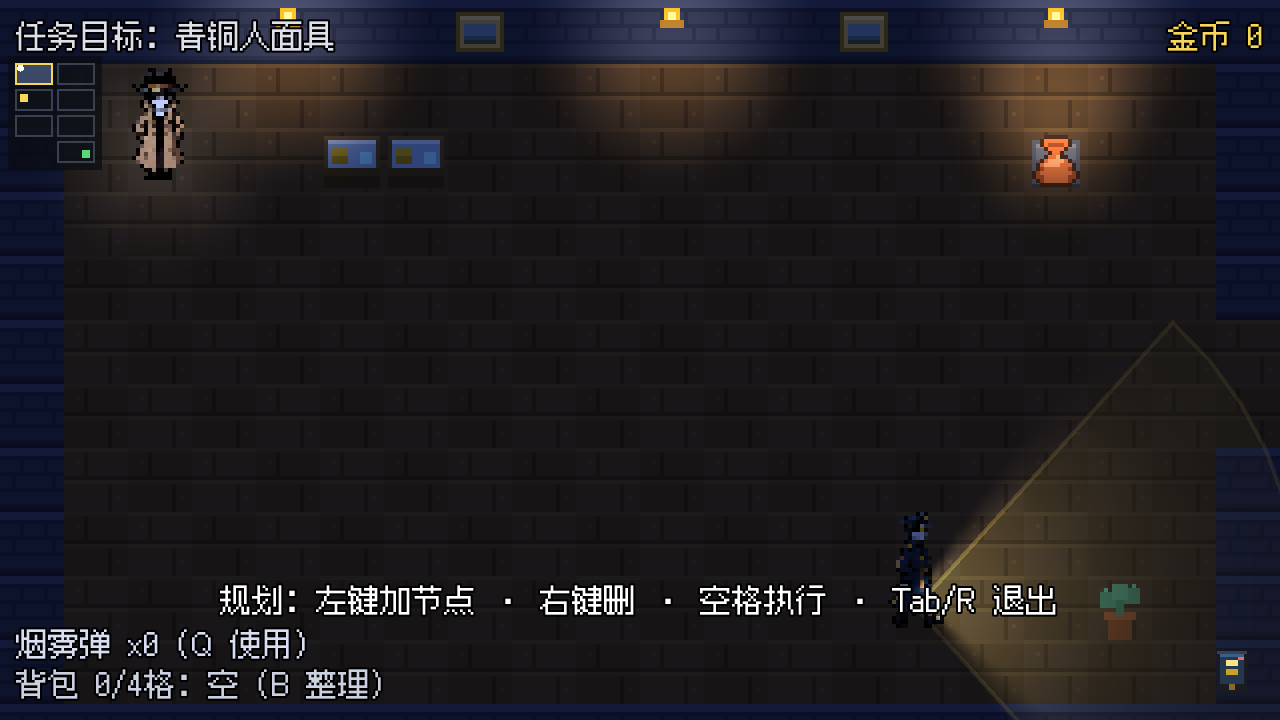 任务目标：青铜人面具
金币 0
规划：左键加节点 · 右键删 · 空格执行 · Tab/R 退出
烟雾弹 x0（Q 使用）
背包 0/4格：空（B 整理）